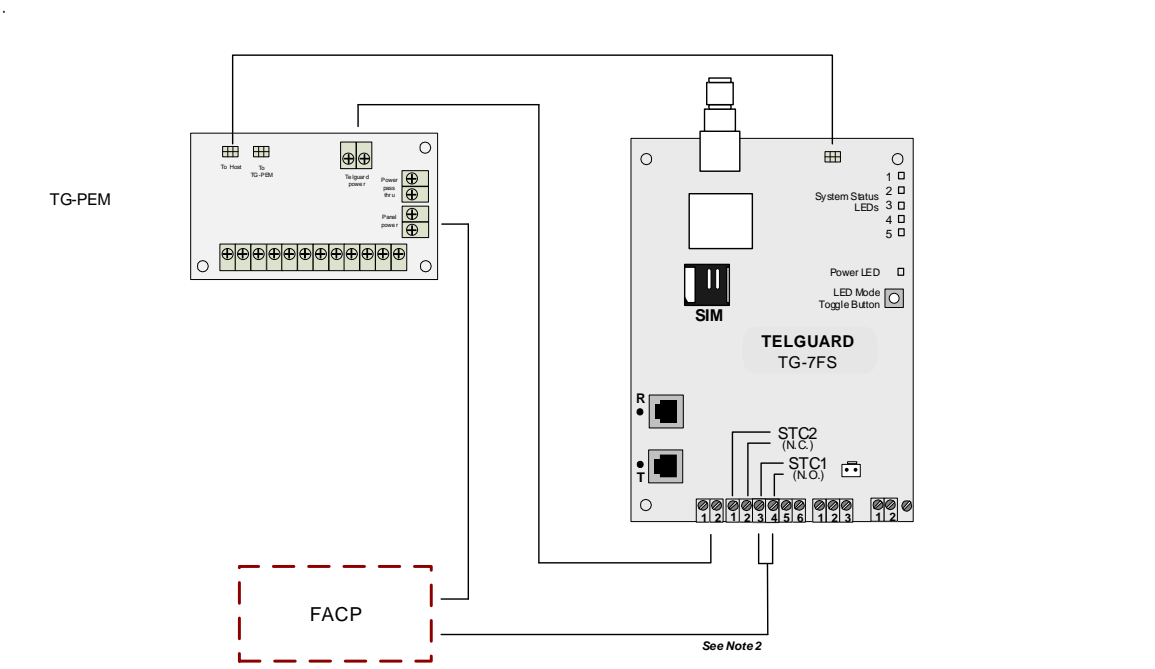 .
TG-PEM
To Host
To
TG-PEM
Telguard
power
Power
pass
thru
Panel
power
1
2
System Status
LEDs
3
4
5
Power LED
LED Mode
Toggle Button
SIM
TELGUARD
TG-7FS
R
T
STC2
(N.C.)
STC1
(N.O.)
1 2 1 2 3 4 5 6 1 2 3 1 2
FACP
See Note 2